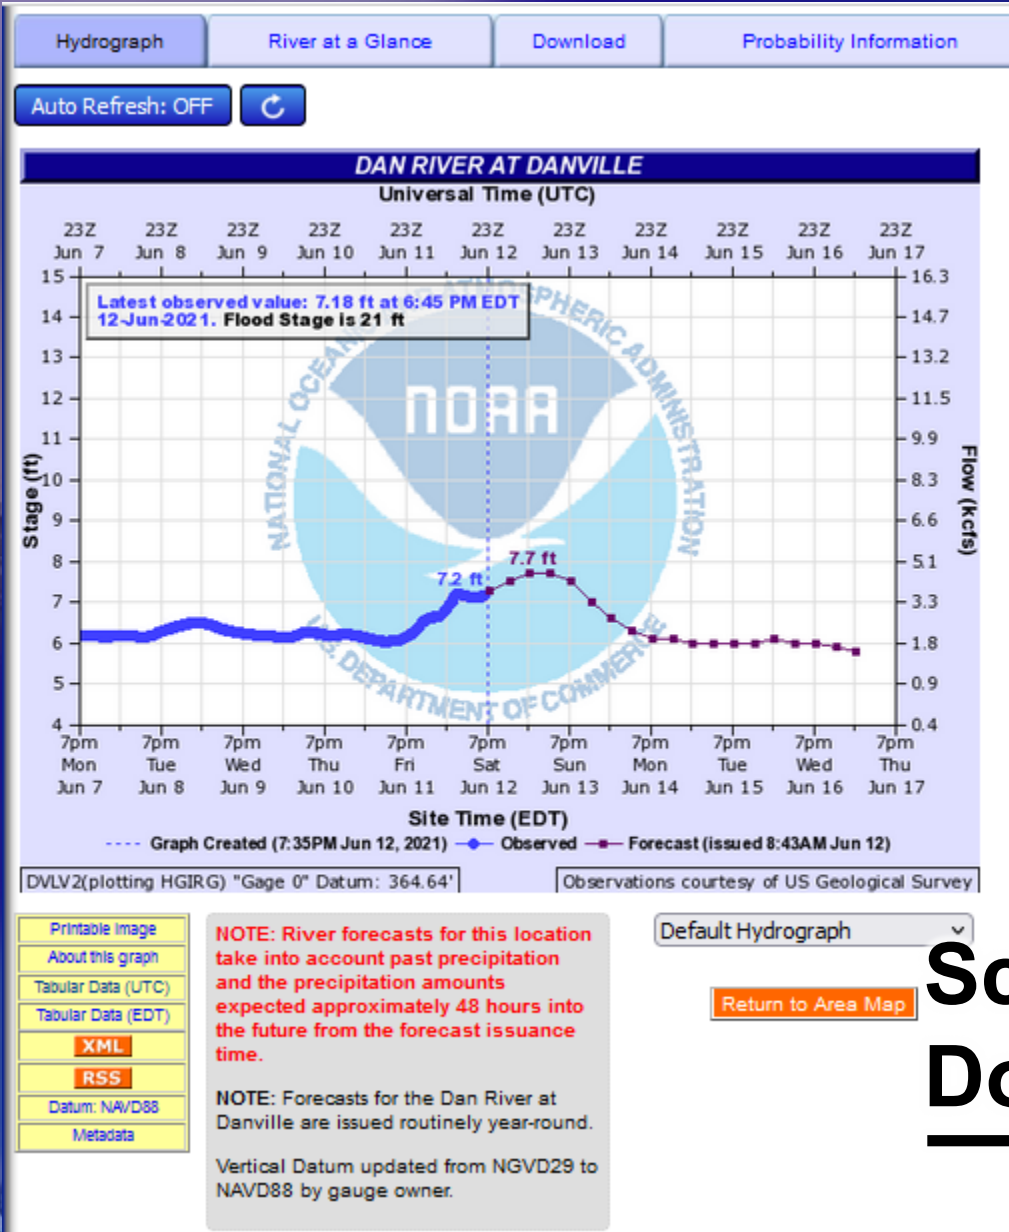 Hydrograph
River at a Glance
Download
Probability Information
Auto Refresh: OFF
DAN RIVER AT DANVILLE
Universal Time (UTC)
23Z 23Z 23Z 23Z 23Z 23Z 23Z 23Z 23Z 23Z 23Z
Jun 7 Jun 8 Jun 9 Jun 10 Jun 11 Jun 12 Jun 13 Jun 14 Jun 15 Jun 16 Jun 17
Latest observed value: 7.18 ft at 6:45 PM EDT
12-Jun-2021. Flood Stage is 21 ft
15 16.3
14 14.7
13 13.2
12 11.5
11 9.9
10 8.3
9 6.6
8 5.1
7 3.3
6 1.8
5 0.9
4 0.4
Stage (ft)
Flow (kcfs)
NATIONAL OCEANIC AND ATMOSPHERIC ADMINISTRATION
NOAA
U.S. DEPARTMENT OF COMMERCE
7.2 ft
7.7 ft
7pm 7pm 7pm 7pm 7pm 7pm 7pm 7pm 7pm 7pm 7pm
Mon Tue Wed Thu Fri Sat Sun Mon Tue Wed Thu
Jun 7 Jun 8 Jun 9 Jun 10 Jun 11 Jun 12 Jun 13 Jun 14 Jun 15 Jun 16 Jun 17
Site Time (EDT)
Graph Created (7:35PM Jun 12, 2021) Observed Forecast (issued 8:43AM Jun 12)
DVLV2(plotting HGIRG) "Gage 0" Datum: 364.64'
Observations courtesy of US Geological Survey
Printable Image
About this graph
Tabular Data (UTC)
Tabular Data (EDT)
XML
RSS
Datum: NAVD88
Metadata
NOTE: River forecasts for this location
take into account past precipitation
and the precipitation amounts
expected approximately 48 hours into
the future from the forecast issuance
time.
NOTE: Forecasts for the Dan River at
Danville are issued routinely year-round.
Vertical Datum updated from NGVD29 to
NAVD88 by gauge owner.
Default Hydrograph
Return to Area Map